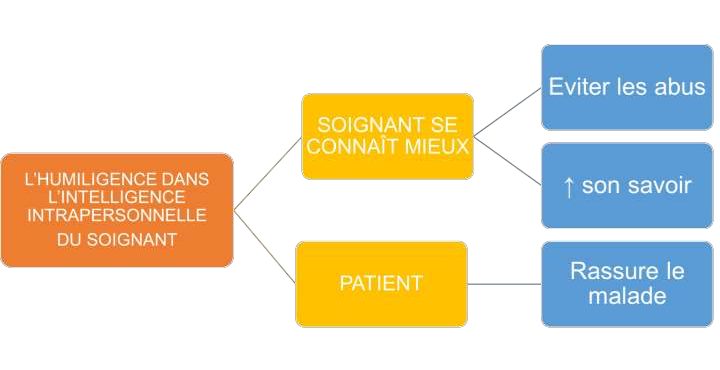 L'HUMILIGENCE DANS
L'INTELLIGENCE
INTRAPERSONNELLE
DU SOIGNANT
SOIGNANT SE
CONNAÎT MIEUX
PATIENT
Eviter les abus
↑ son savoir
Rassure le
malade